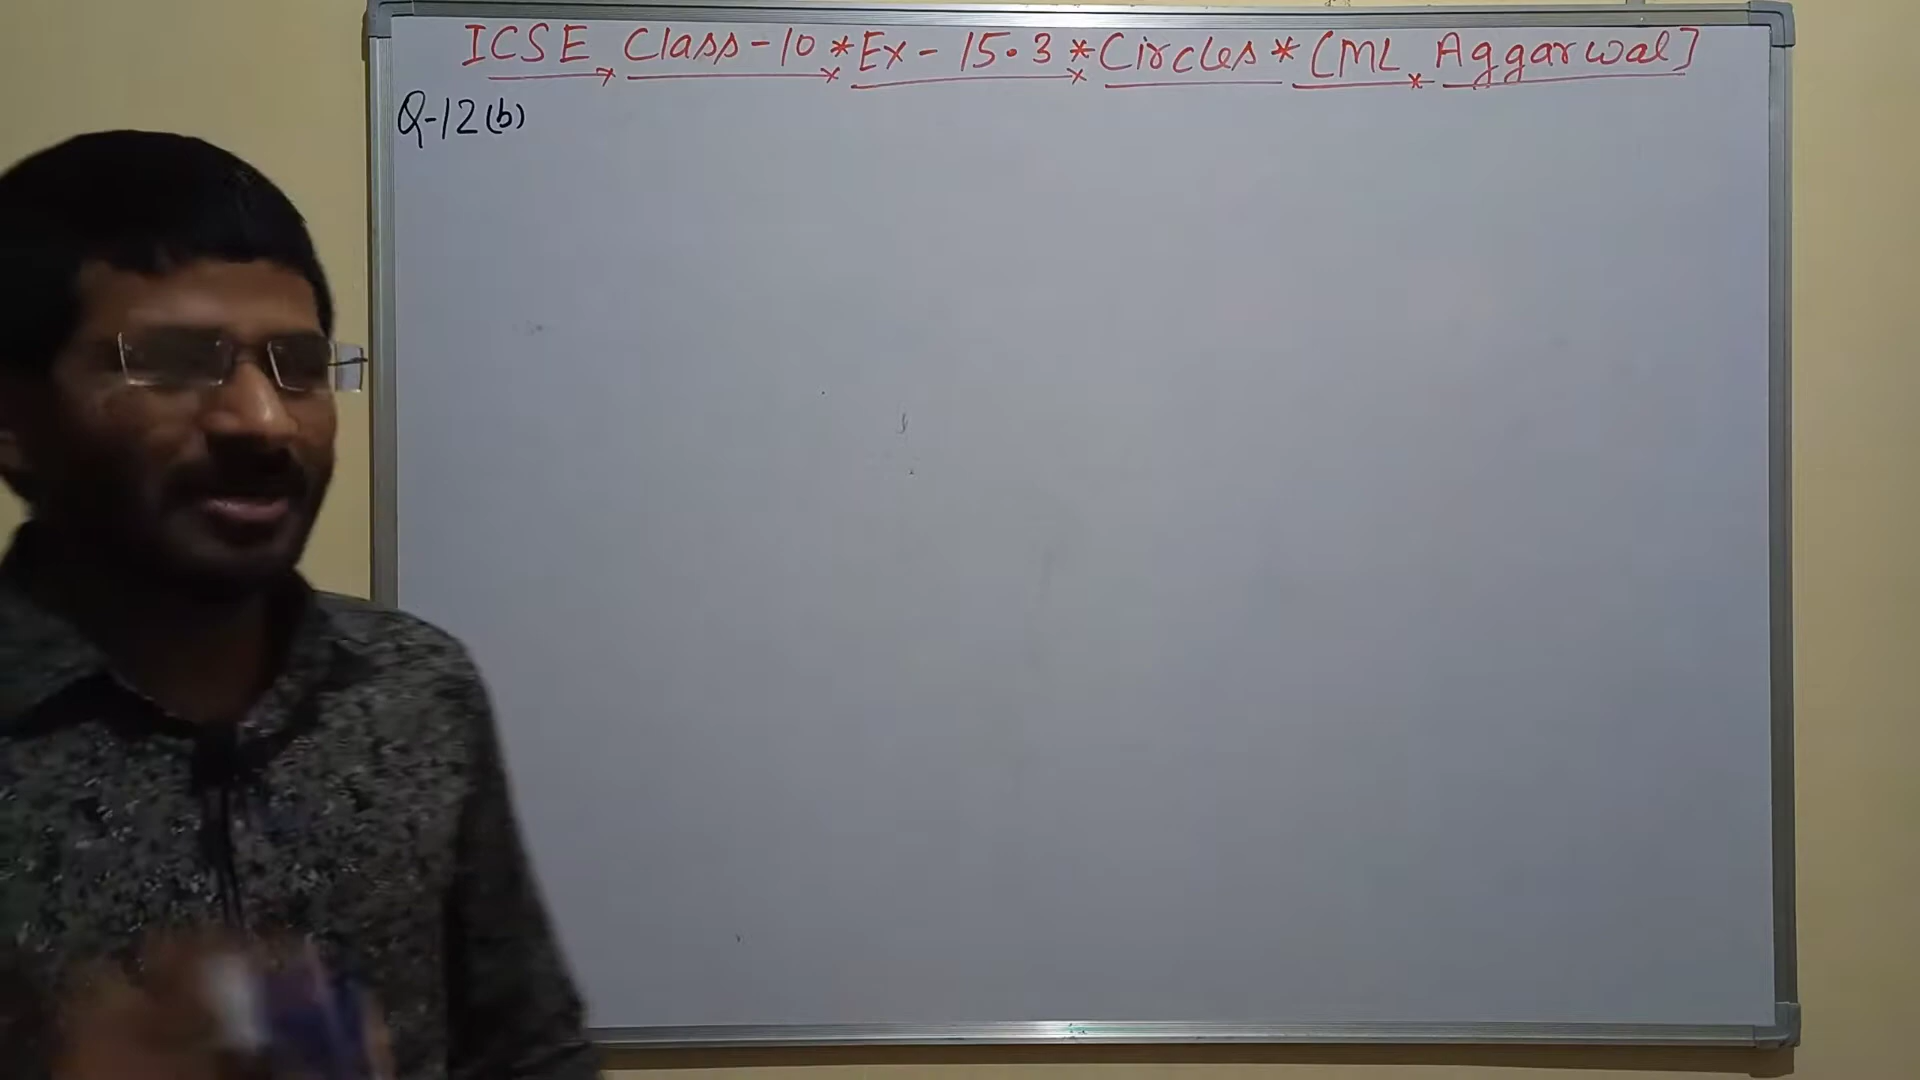 ICSE Class-10 * Ex - 15.3 * Circles * [ML Aggarwal]
Q-12(b)